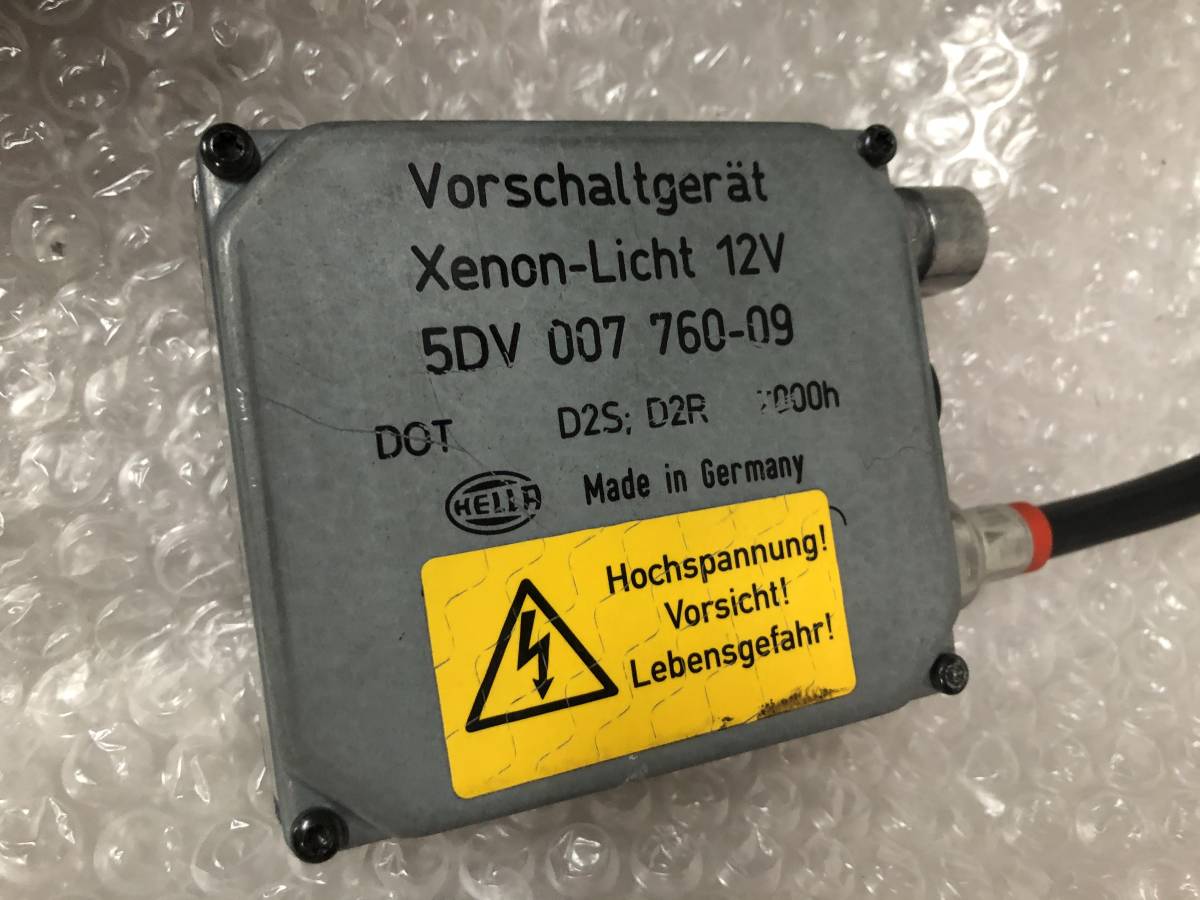 Vorschaltgerät
Xenon-Licht 12V
5DV 007 760-09
DOT D2S; D2R
HELLA Made in Germany
Hochspannung!
Vorsicht!
Lebensgefahr!